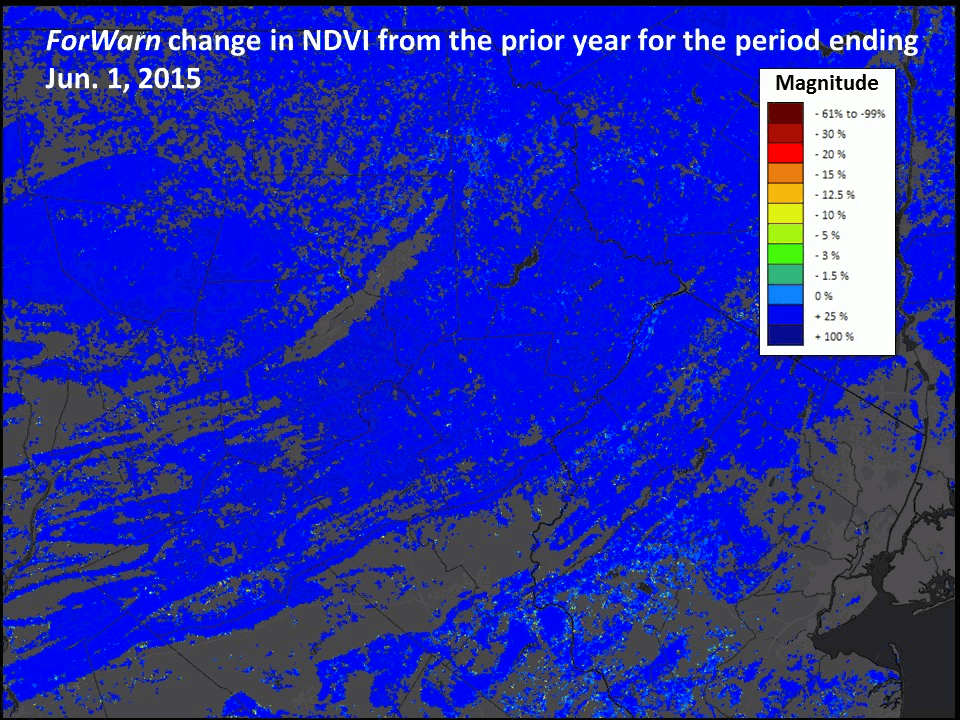 ForWarn change in NDVI from the prior year for the period ending
Jun. 1, 2015
Magnitude
- 61% to -99%
- 30 %
- 20 %
- 15 %
- 12.5 %
- 10 %
- 5 %
- 3 %
- 1.5 %
0 %
+ 25 %
+ 100 %